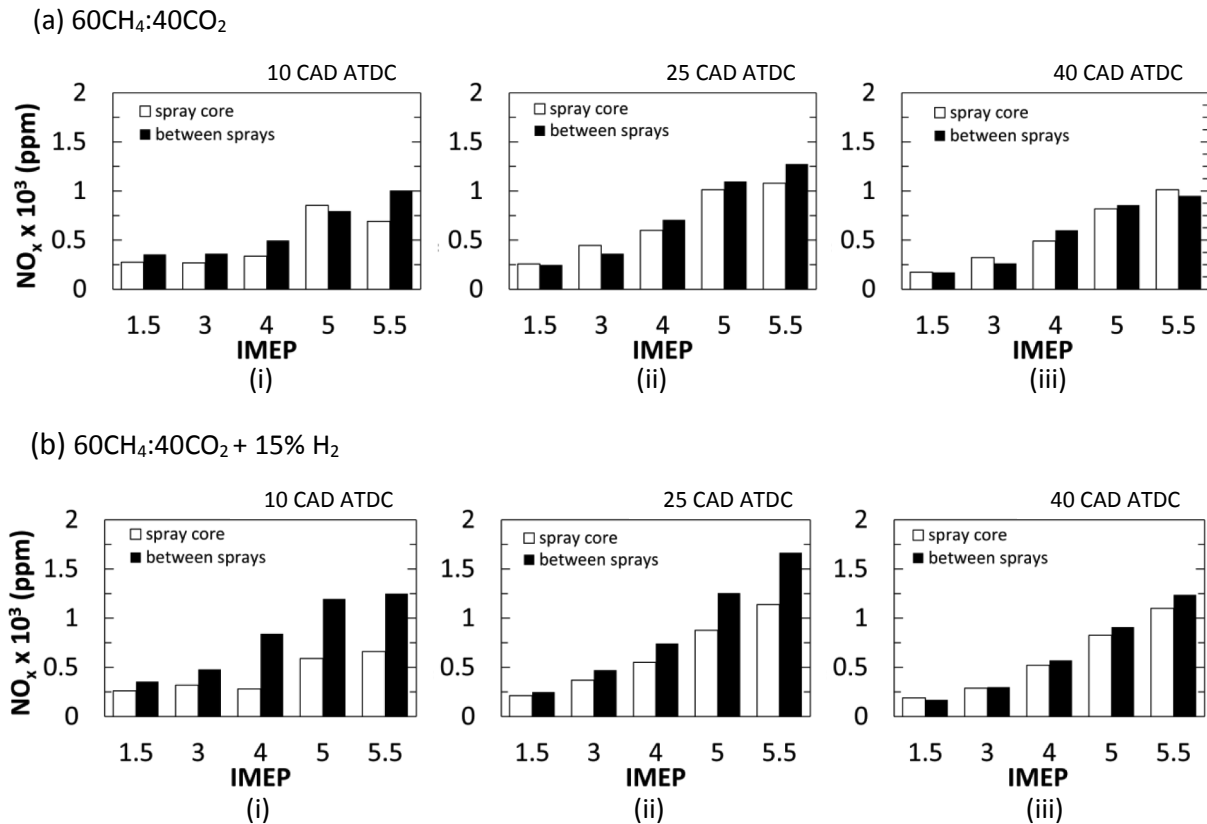 (a) 60CH₄:40CO₂
10 CAD ATDC
25 CAD ATDC
40 CAD ATDC
NOₓ x 10³ (ppm)
2
1.5
1
0.5
0
spray core
between sprays
1.5 3 4 5 5.5
IMEP
(i)
2
1.5
1
0.5
0
spray core
between sprays
1.5 3 4 5 5.5
IMEP
(ii)
2
1.5
1
0.5
0
spray core
between sprays
1.5 3 4 5 5.5
IMEP
(iii)
(b) 60CH₄:40CO₂ + 15% H₂
10 CAD ATDC
25 CAD ATDC
40 CAD ATDC
NOₓ x 10³ (ppm)
2
1.5
1
0.5
0
spray core
between sprays
1.5 3 4 5 5.5
IMEP
(i)
2
1.5
1
0.5
0
spray core
between sprays
1.5 3 4 5 5.5
IMEP
(ii)
2
1.5
1
0.5
0
spray core
between sprays
1.5 3 4 5 5.5
IMEP
(iii)